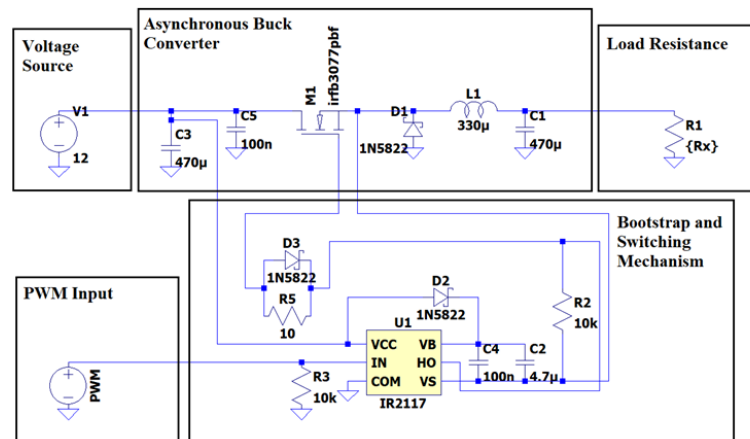 Asynchronous Buck
Converter
Voltage
Source
Load Resistance
V1
12
C3
470µ
C5
100n
M1
irfb3077pbf
D1
1N5822
L1
330µ
C1
470µ
R1
{Rx}
Bootstrap and
Switching
Mechanism
D3
1N5822
R5
10
D2
1N5822
R2
10k
PWM Input
PWM
R3
10k
U1
VCC VB
IN HO
COM VS
IR2117
C4
100n
C2
4.7µ